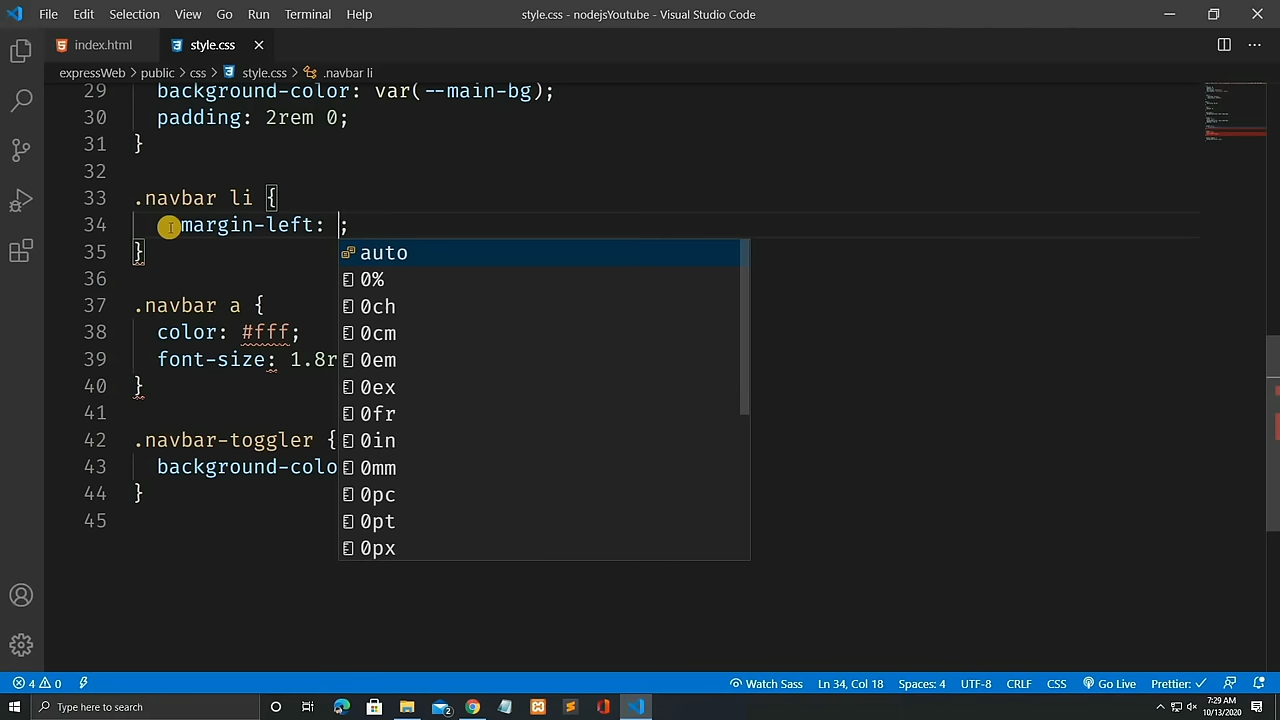 File Edit Selection View Go Run Terminal Help
style.css - nodejsYoutube - Visual Studio Code
index.html
style.css
expressWeb > public > css > style.css > .navbar li
29 background-color: var(--main-bg);
30 padding: 2rem 0;
31 }
32
33 .navbar li {
34 margin-left: ;
35 }
36
37 .navbar a {
38 color: #fff;
39 font-size: 1.8r
40 }
41
42 .navbar-toggler {
43 background-colo
44 }
45
auto
0%
0ch
0cm
0em
0ex
0fr
0in
0mm
0pc
0pt
0px
4 0 Watch Sass Ln 34, Col 18 Spaces: 4 UTF-8 CRLF CSS Go Live Prettier: ✓
Type here to search
2
7:29 AM
10/13/2020